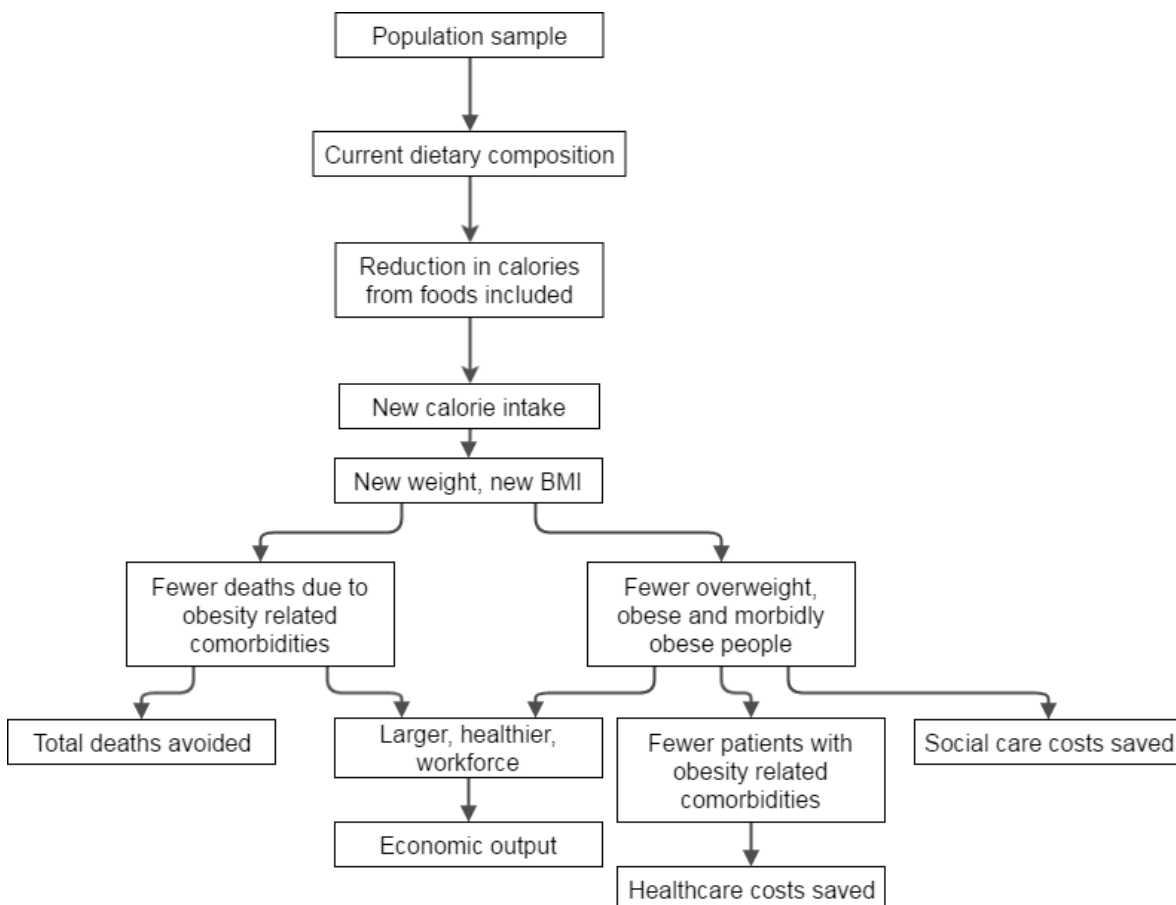 Population sample
Current dietary composition
Reduction in calories
from foods included
New calorie intake
New weight, new BMI
Fewer deaths due to
obesity related
comorbidities
Fewer overweight,
obese and morbidly
obese people
Total deaths avoided
Larger, healthier,
workforce
Fewer patients with
obesity related
comorbidities
Social care costs saved
Economic output
Healthcare costs saved